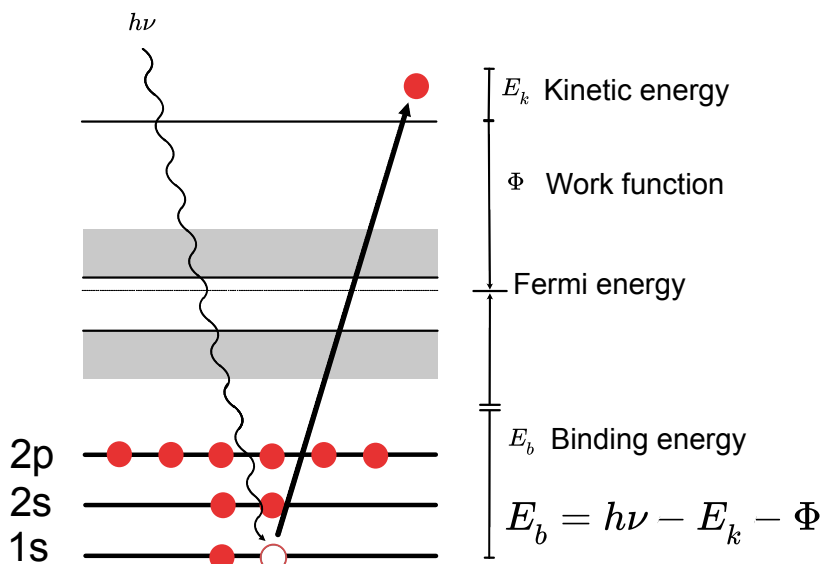 hν
E_k Kinetic energy
Φ Work function
Fermi energy
E_b Binding energy
2p
2s
E_b = hν − E_k − Φ
1s